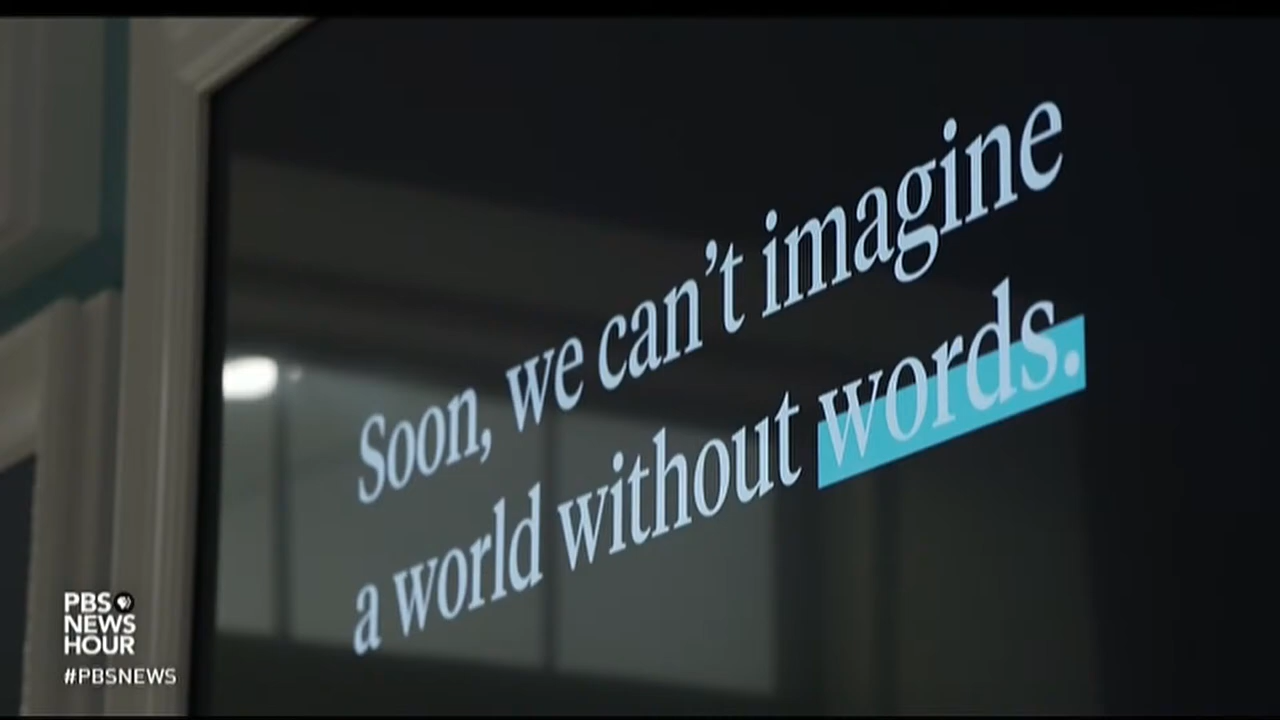 Soon, we can’t imagine
a world without words.
PBS
NEWS
HOUR
#PBSNEWS